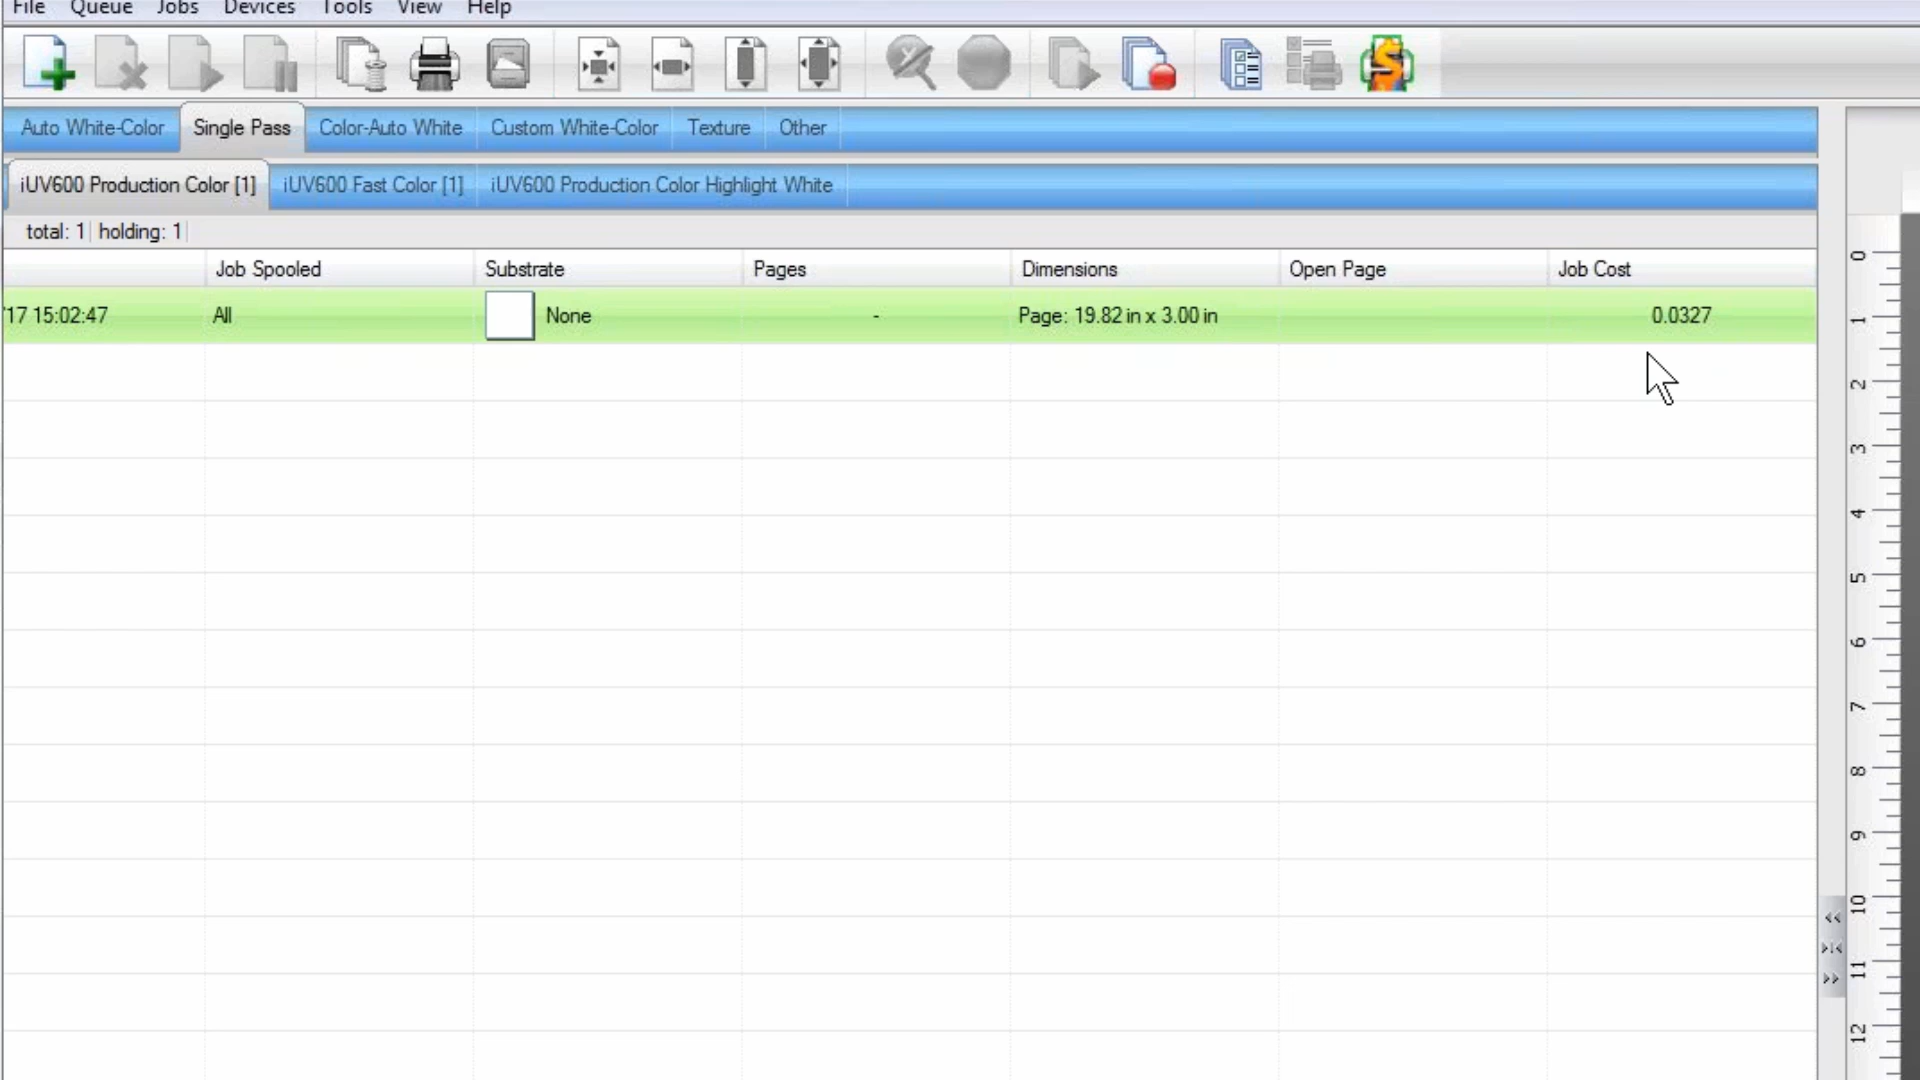 File Queue Jobs Devices Tools View Help
Auto White-Color Single Pass Color-Auto White Custom White-Color Texture Other
iUV600 Production Color [1] iUV600 Fast Color [1] iUV600 Production Color Highlight White
total: 1 holding: 1
Job Spooled Substrate Pages Dimensions Open Page Job Cost
'17 15:02:47 All None - Page: 19.82 in x 3.00 in 0.0327
0
1
2
3
4
5
6
7
8
9
10
11
12